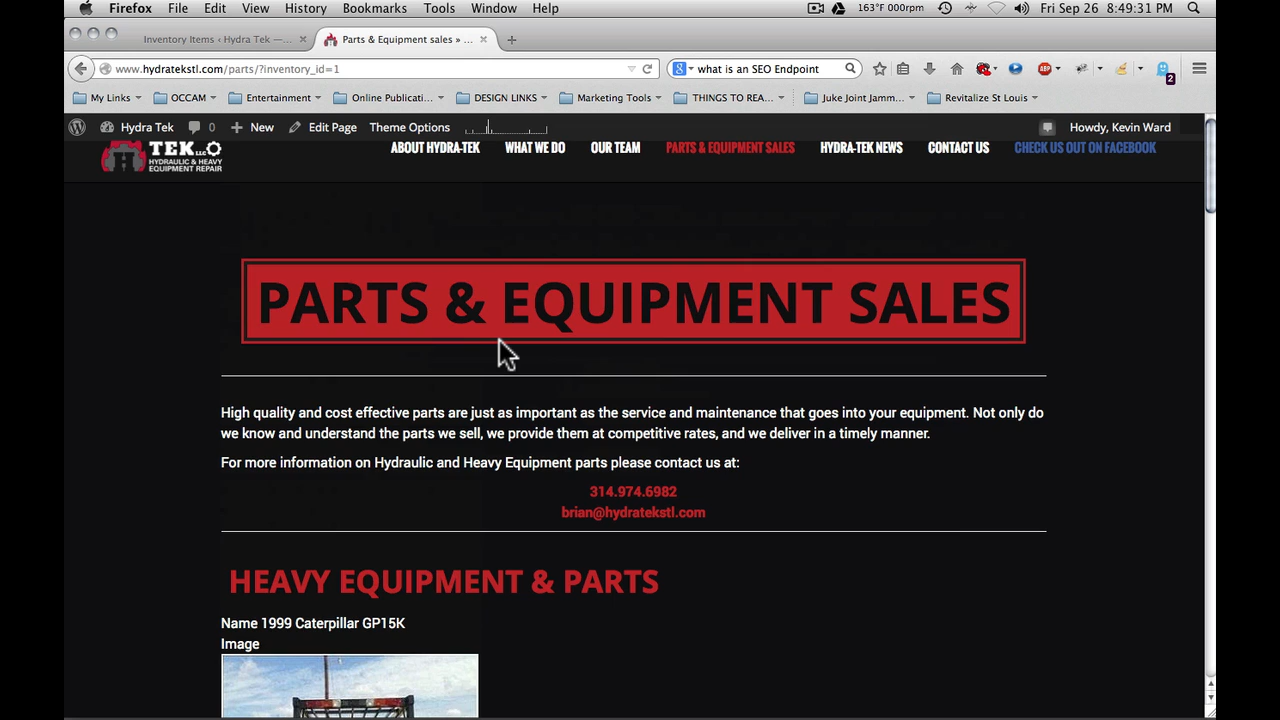 Firefox File Edit View History Bookmarks Tools Window Help 163°F 000rpm Fri Sep 26 8:49:31 PM
Inventory Items ‹ Hydra Tek —... Parts & Equipment sales » ...
www.hydratekstl.com/parts/?inventory_id=1 what is an SEO Endpoint ABP 2
My Links OCCAM Entertainment Online Publicati... DESIGN LINKS Marketing Tools THINGS TO REA... Juke Joint Jamm... Revitalize St Louis
Hydra Tek 0 New Edit Page Theme Options Howdy, Kevin Ward
TEK LLC
HYDRAULIC & HEAVY
EQUIPMENT REPAIR
ABOUT HYDRA-TEK WHAT WE DO OUR TEAM PARTS & EQUIPMENT SALES HYDRA-TEK NEWS CONTACT US CHECK US OUT ON FACEBOOK
PARTS & EQUIPMENT SALES
High quality and cost effective parts are just as important as the service and maintenance that goes into your equipment. Not only do
we know and understand the parts we sell, we provide them at competitive rates, and we deliver in a timely manner.
For more information on Hydraulic and Heavy Equipment parts please contact us at:
314.974.6982
brian@hydratekstl.com
HEAVY EQUIPMENT & PARTS
Name 1999 Caterpillar GP15K
Image